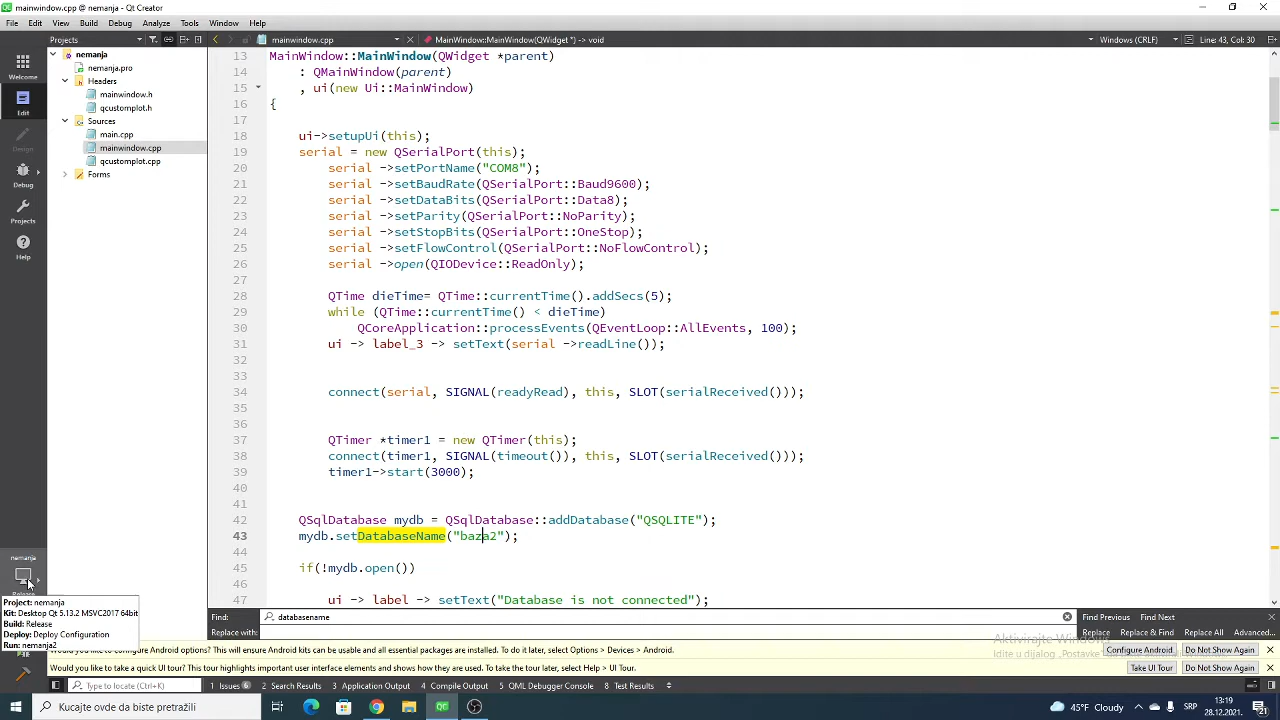 mainwindow.cpp @ nemanja - Qt Creator
File Edit View Build Debug Analyze Tools Window Help
Projects mainwindow.cpp MainWindow::MainWindow(QWidget *) -> void Windows (CRLF) Line: 43, Col: 30
Welcome
Edit
Design
Debug
Projects
Help
nemanja
nemanja.pro
Headers
mainwindow.h
qcustomplot.h
Sources
main.cpp
mainwindow.cpp
qcustomplot.cpp
Forms
13 MainWindow::MainWindow(QWidget *parent)
14 : QMainWindow(parent)
15 , ui(new Ui::MainWindow)
16 {
17
18 ui->setupUi(this);
19 serial = new QSerialPort(this);
20 serial ->setPortName("COM8");
21 serial ->setBaudRate(QSerialPort::Baud9600);
22 serial ->setDataBits(QSerialPort::Data8);
23 serial ->setParity(QSerialPort::NoParity);
24 serial ->setStopBits(QSerialPort::OneStop);
25 serial ->setFlowControl(QSerialPort::NoFlowControl);
26 serial ->open(QIODevice::ReadOnly);
27
28 QTime dieTime= QTime::currentTime().addSecs(5);
29 while (QTime::currentTime() < dieTime)
30 QCoreApplication::processEvents(QEventLoop::AllEvents, 100);
31 ui -> label_3 -> setText(serial ->readLine());
32
33
34 connect(serial, SIGNAL(readyRead), this, SLOT(serialReceived()));
35
36
37 QTimer *timer1 = new QTimer(this);
38 connect(timer1, SIGNAL(timeout()), this, SLOT(serialReceived()));
39 timer1->start(3000);
40
41
42 QSqlDatabase mydb = QSqlDatabase::addDatabase("QSQLITE");
43 mydb.setDatabaseName("baza2");
44
45 if(!mydb.open())
46
47 ui -> label -> setText("Database is not connected");
nemanja
Release
Project: nemanja
Kit: Desktop Qt 5.13.2 MSVC2017 64bit
Build: Release
Deploy: Deploy Configuration
Run: nemanja2
Find: databasename Find Previous Find Next
Replace with: Replace Replace & Find Replace All Advanced...
Aktivirajte Windows
Idite u dijalog „Postavke
Would you like to configure Android options? This will ensure Android kits can be usable and all essential packages are installed. To do it later, select Options > Devices > Android. Configure Android Do Not Show Again
Would you like to take a quick UI tour? This tour highlights important user interface elements and shows how they are used. To take the tour later, select Help > UI Tour. Take UI Tour Do Not Show Again
Type to locate (Ctrl+K) 1 Issues 6 2 Search Results 3 Application Output 4 Compile Output 5 QML Debugger Console 8 Test Results
Kucajte ovde da biste pretražili 45°F Cloudy SRP 13:19
28.12.2021.